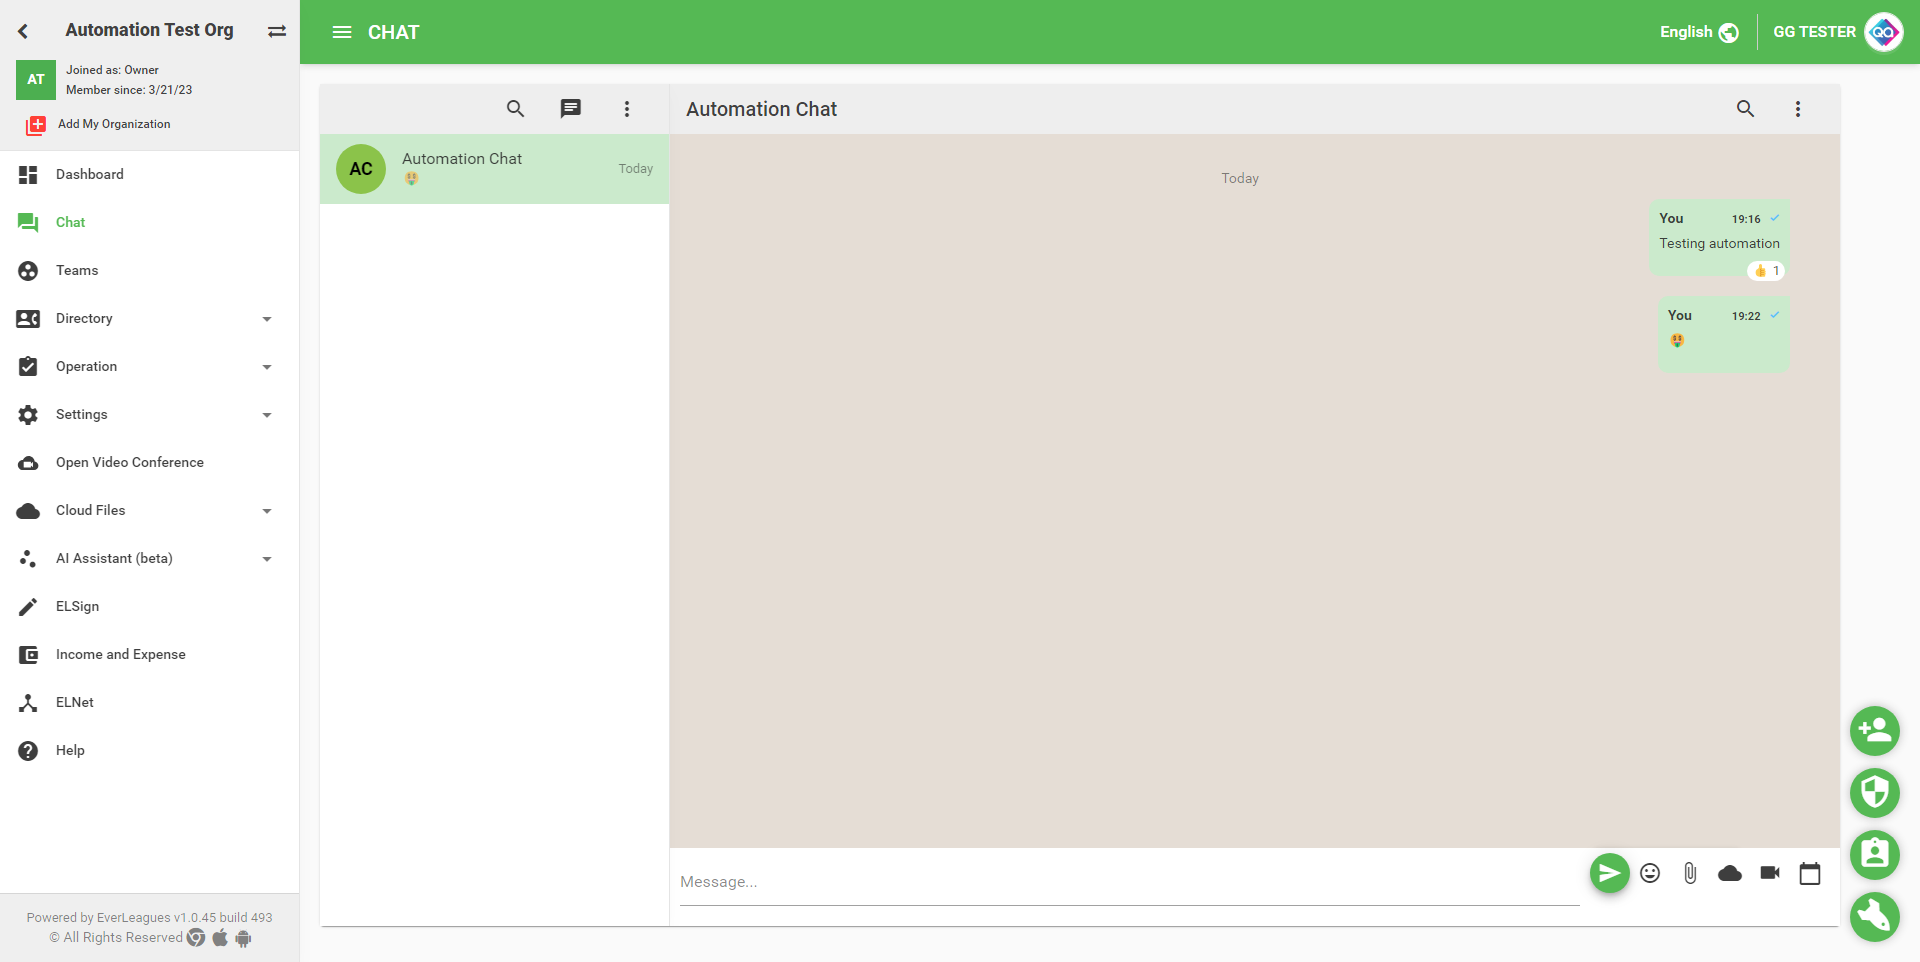 Automation Test Org
AT
Joined as: Owner
Member since: 3/21/23
Add My Organization
Dashboard
Chat
Teams
Directory
Operation
Settings
Open Video Conference
Cloud Files
AI Assistant (beta)
ELSign
Income and Expense
ELNet
Help
Powered by EverLeagues v1.0.45 build 493
© All Rights Reserved
CHAT
English
GG TESTER
QA
AC
Automation Chat
Today
Automation Chat
Today
You 19:16
Testing automation
👍 1
You 19:22
🤑
Message...